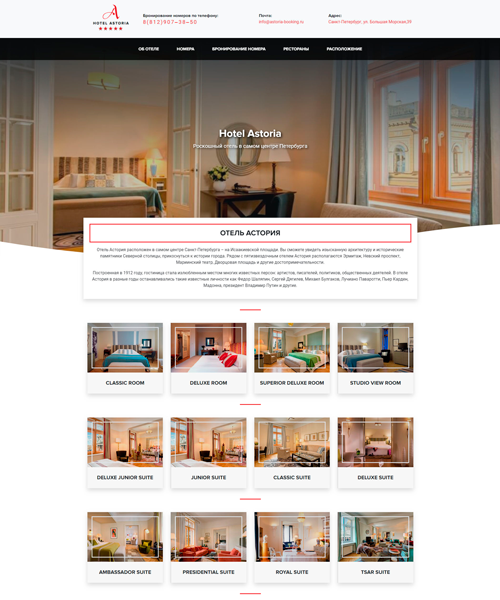 A
HOTEL ASTORIA
Бронирование номеров по телефону:
8(812)907–38–50
Почта:
info@astoria-booking.ru
Адрес:
Санкт-Петербург, ул. Большая Морская,39
ОБ ОТЕЛЕ НОМЕРА БРОНИРОВАНИЕ НОМЕРА РЕСТОРАНЫ РАСПОЛОЖЕНИЕ
Hotel Astoria
Роскошный отель в самом центре Петербурга
ОТЕЛЬ АСТОРИЯ
Отель Астория расположен в самом центре Санкт-Петербурга – на Исаакиевской площади. Вы сможете увидеть изысканную архитектуру и исторические
памятники Северной столицы, прикоснуться к истории города. Рядом с пятизвездочным отелем Астория располагаются Эрмитаж, Невский проспект,
Мариинский театр, Дворцовая площадь и другие достопримечательности.
Построенная в 1912 году, гостиница стала излюбленным местом многих известных персон: артистов, писателей, политиков, общественных деятелей. В отеле
Астория в разные годы останавливались такие известные личности как Федор Шаляпин, Сергей Дягилев, Михаил Булгаков, Лучиано Паваротти, Пьер Карден,
Мадонна, президент Владимир Путин и другие.
CLASSIC ROOM
DELUXE ROOM
SUPERIOR DELUXE ROOM
STUDIO VIEW ROOM
DELUXE JUNIOR SUITE
JUNIOR SUITE
CLASSIC SUITE
DELUXE SUITE
AMBASSADOR SUITE
PRESIDENTIAL SUITE
ROYAL SUITE
TSAR SUITE